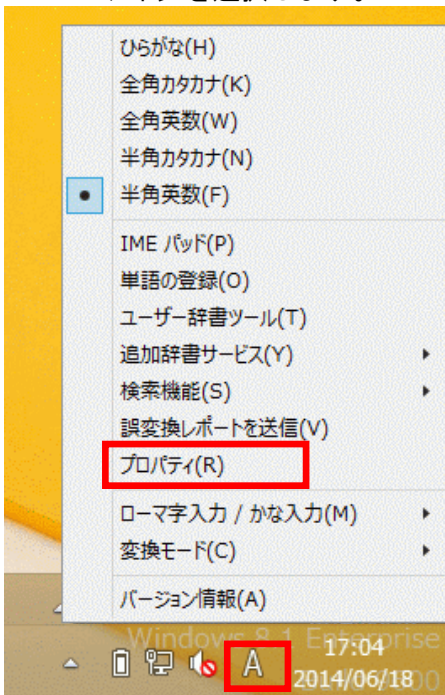 ひらがな(H)
全角カタカナ(K)
全角英数(W)
半角カタカナ(N)
半角英数(F)
IME パッド(P)
単語の登録(O)
ユーザー辞書ツール(T)
追加辞書サービス(Y)
検索機能(S)
誤変換レポートを送信(V)
プロパティ(R)
ローマ字入力 / かな入力(M)
変換モード(C)
バージョン情報(A)
Windows 8.1 Enterprise
A
17:04
2014/06/18